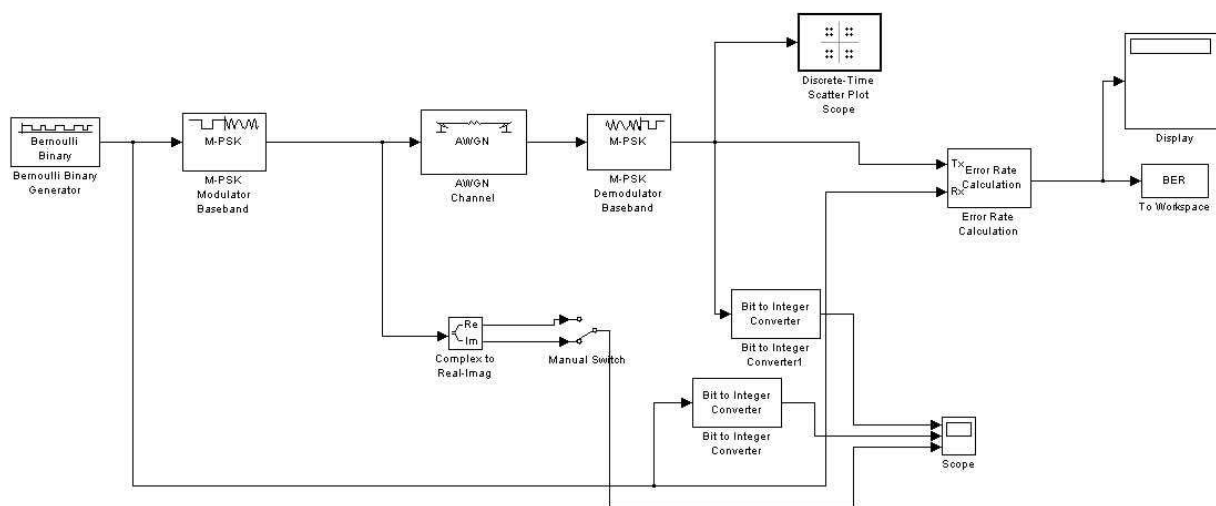 Discrete-Time
Scatter Plot
Scope
Display
Bernoulli
Binary
Bernoulli Binary
Generator
M-PSK
M-PSK
Modulator
Baseband
AWGN
AWGN
Channel
M-PSK
M-PSK
Demodulator
Baseband
Tx
Rx
Error Rate
Calculation
Error Rate
Calculation
BER
To Workspace
Re
Im
Complex to
Real-Imag
Manual Switch
Bit to Integer
Converter
Bit to Integer
Converter1
Bit to Integer
Converter
Bit to Integer
Converter
Scope